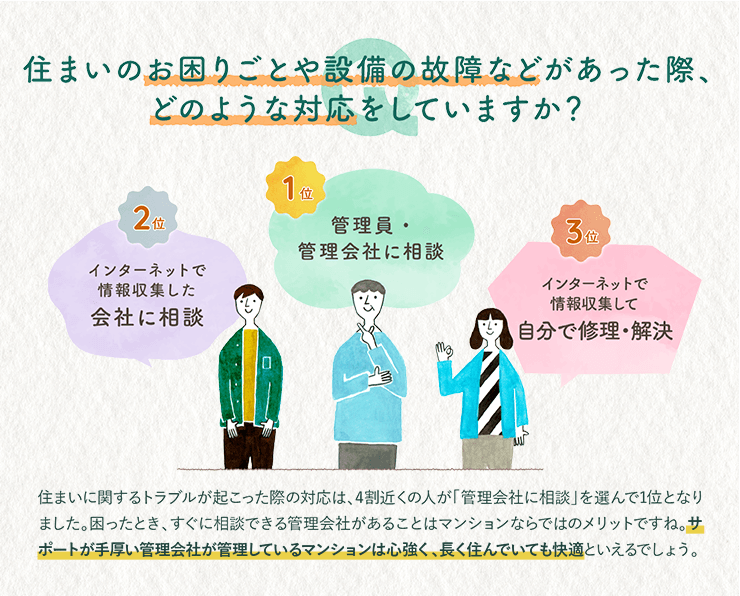 住まいのお困りごとや設備の故障などがあった際、
どのような対応をしていますか？
Q
1位
管理員・
管理会社に相談
2位
インターネットで
情報収集した
会社に相談
3位
インターネットで
情報収集して
自分で修理・解決
住まいに関するトラブルが起こった際の対応は、4割近くの人が「管理会社に相談」を選んで1位となり
ました。困ったとき、すぐに相談できる管理会社があることはマンションならではのメリットですね。サ
ポートが手厚い管理会社が管理しているマンションは心強く、長く住んでいても快適といえるでしょう。